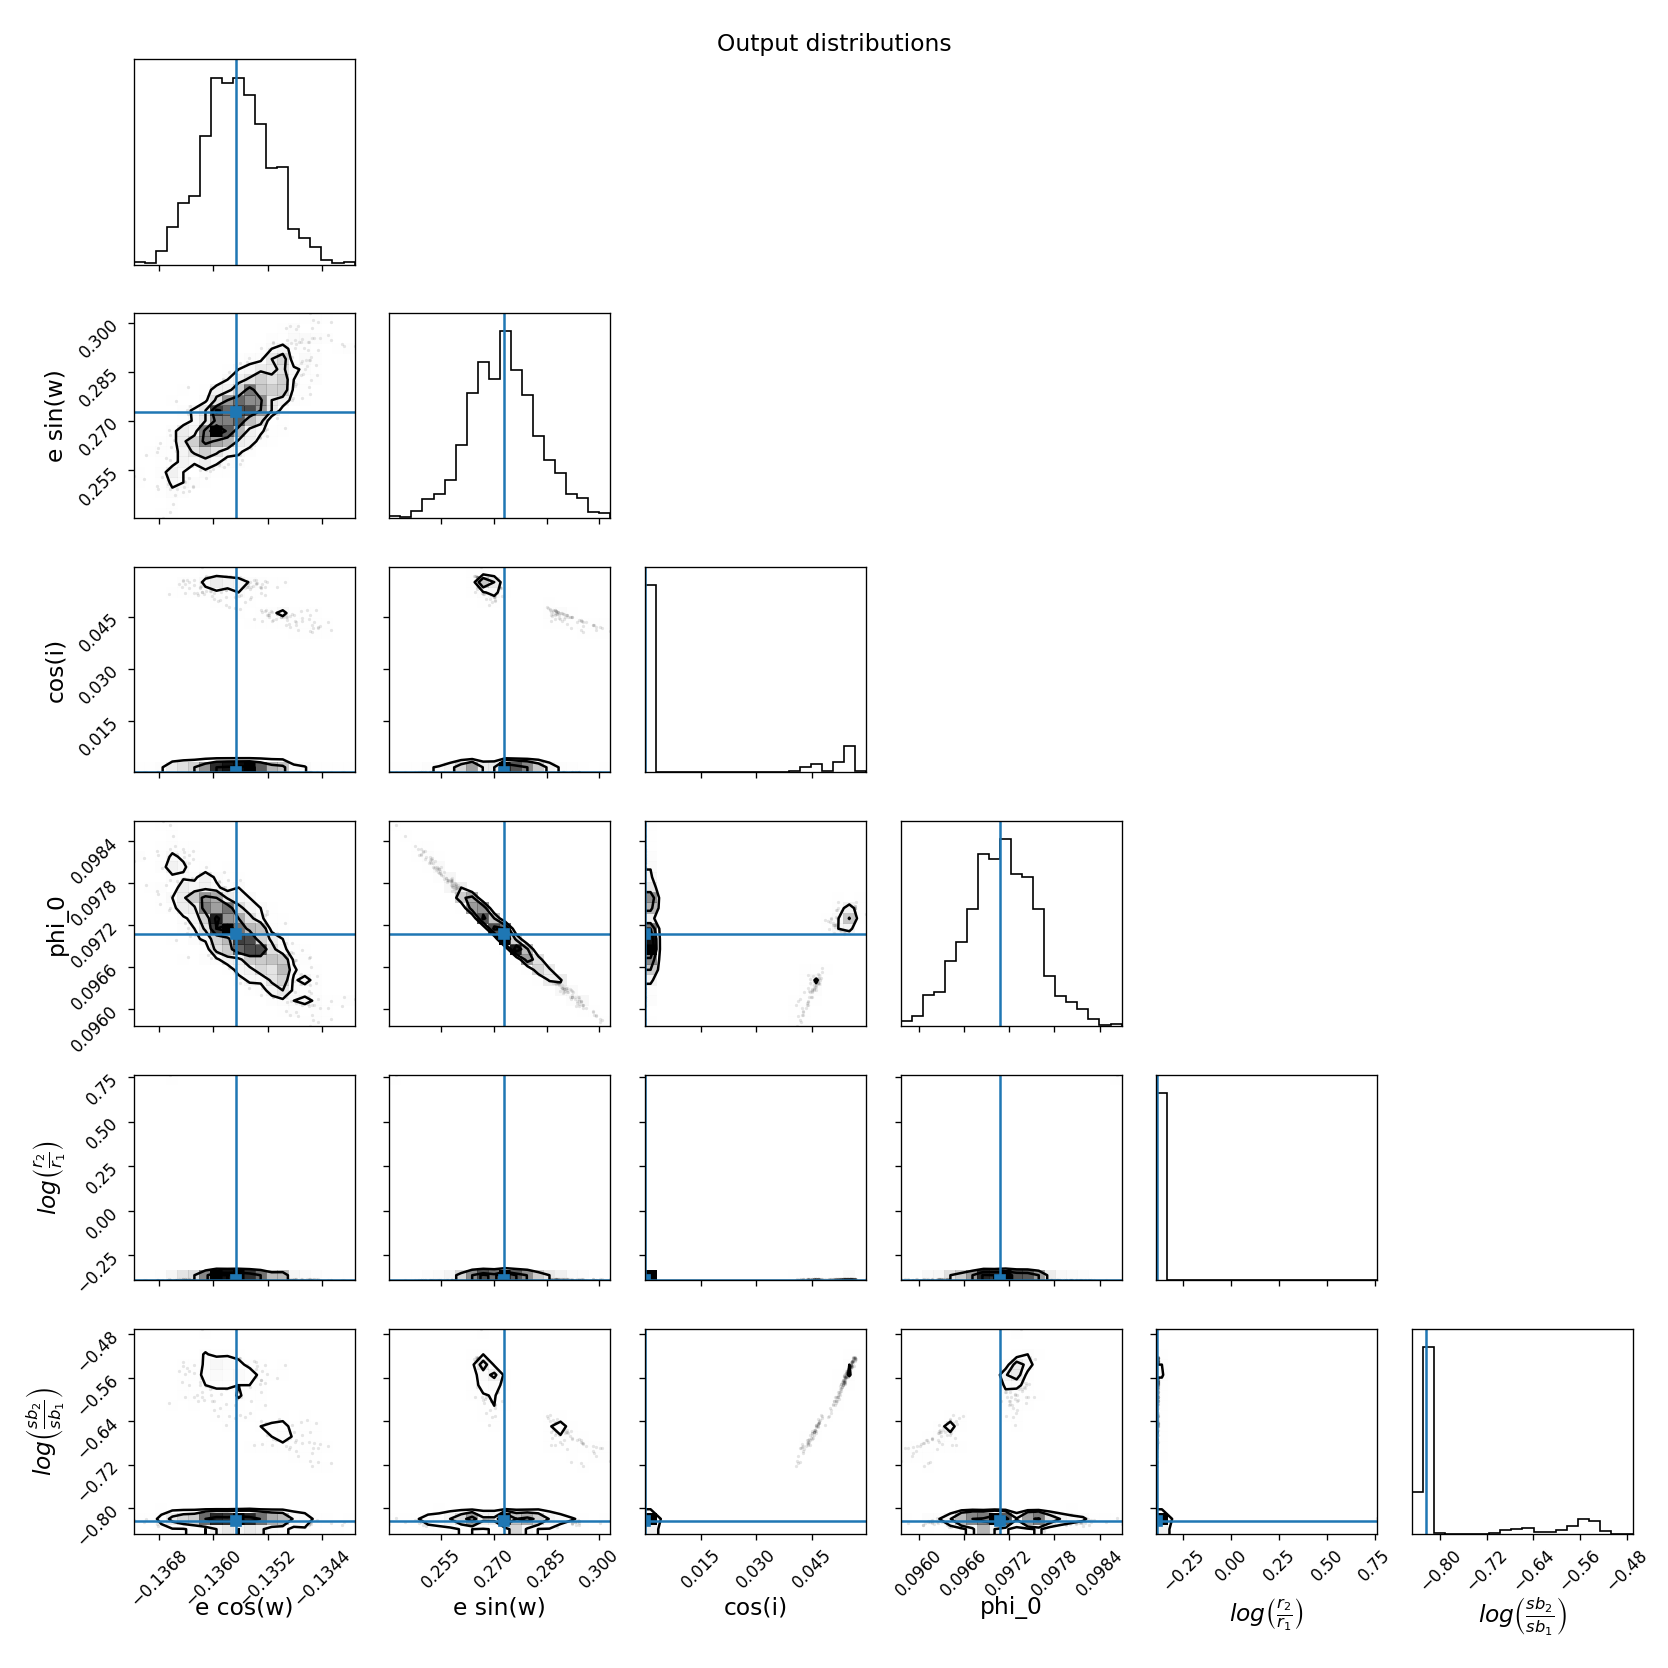 Output distributions
0.300
0.285
0.270
0.255
e sin(w)
0.045
0.030
0.015
cos(i)
0.0984
0.0978
0.0972
0.0966
0.0960
phi_0
0.75
0.50
0.25
0.00
−0.25
log(r2/r1)
−0.48
−0.56
−0.64
−0.72
−0.80
log(sb2/sb1)
−0.1368 −0.1360 −0.1352 −0.1344
e cos(w)
0.255 0.270 0.285 0.300
e sin(w)
0.015 0.030 0.045
cos(i)
0.0960 0.0966 0.0972 0.0978 0.0984
phi_0
−0.25 0.00 0.25 0.50 0.75
log(r2/r1)
−0.80 −0.72 −0.64 −0.56 −0.48
log(sb2/sb1)